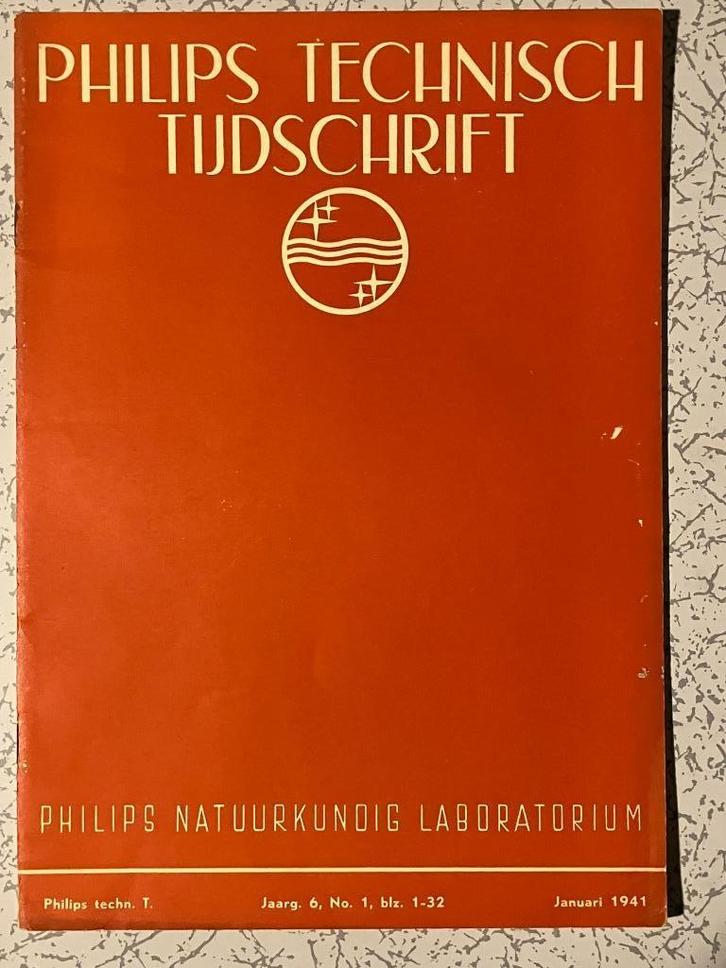 PHILIPS TECHNISCH
TIJDSCHRIFT
PHILIPS NATUURKUNDIG LABORATORIUM
Philips techn. T. Jaarg. 6, No. 1, blz. 1-32 Januari 1941